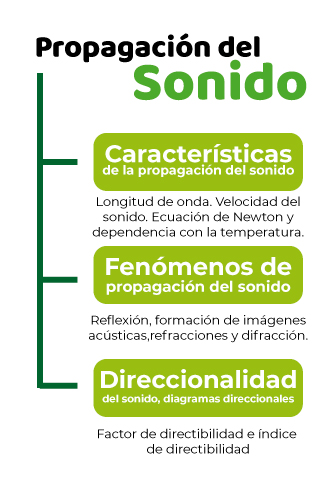 Propagación del
Sonido
Características
de la propagación del sonido
Longitud de onda. Velocidad del
sonido. Ecuación de Newton y
dependencia con la temperatura.
Fenómenos de
propagación del sonido
Reflexión, formación de imágenes
acústicas,refracciones y difracción.
Direccionalidad
del sonido, diagramas direccionales
Factor de directibilidad e índice
de directibilidad